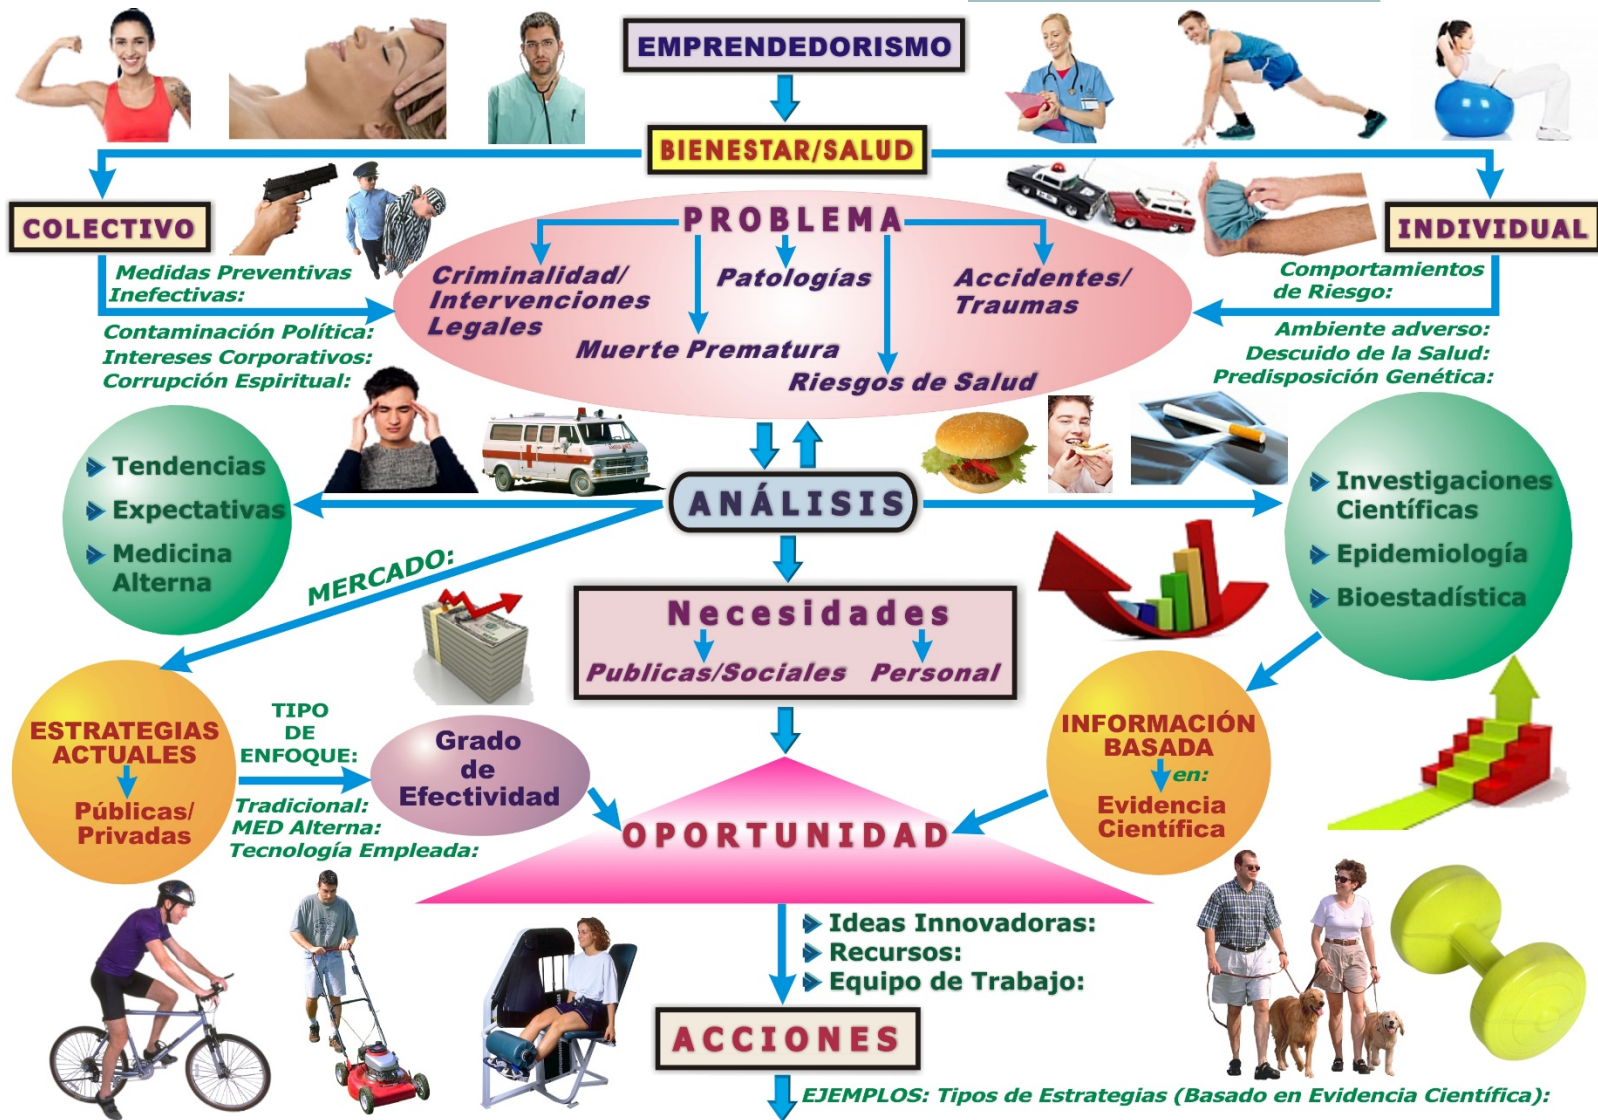 EMPRENDEDORISMO
BIENESTAR/SALUD
COLECTIVO
INDIVIDUAL
Medidas Preventivas
Inefectivas:
Contaminación Política:
Intereses Corporativos:
Corrupción Espiritual:
PROBLEMA
Criminalidad/
Intervenciones
Legales
Patologías
Accidentes/
Traumas
Muerte Prematura
Riesgos de Salud
Comportamientos
de Riesgo:
Ambiente adverso:
Descuido de la Salud:
Predisposición Genética:
Tendencias
Expectativas
Medicina
Alterna
ANÁLISIS
Investigaciones
Científicas
Epidemiología
Bioestadística
MERCADO:
Necesidades
Publicas/Sociales Personal
ESTRATEGIAS
ACTUALES
Públicas/
Privadas
TIPO
DE
ENFOQUE:
Tradicional:
MED Alterna:
Tecnología Empleada:
Grado
de
Efectividad
INFORMACIÓN
BASADA
en:
Evidencia
Científica
OPORTUNIDAD
Ideas Innovadoras:
Recursos:
Equipo de Trabajo:
ACCIONES
EJEMPLOS: Tipos de Estrategias (Basado en Evidencia Científica):